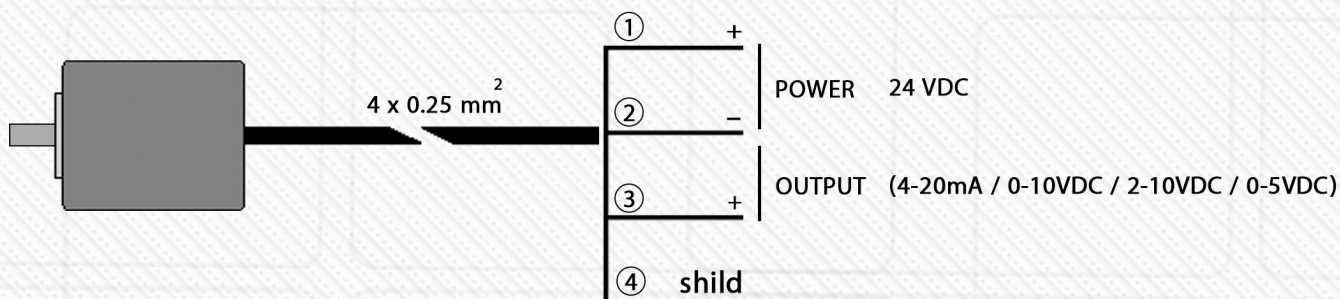 ① +
4 x 0.25 mm²
POWER 24 VDC
② −
OUTPUT (4-20mA / 0-10VDC / 2-10VDC / 0-5VDC)
③ +
④ shild